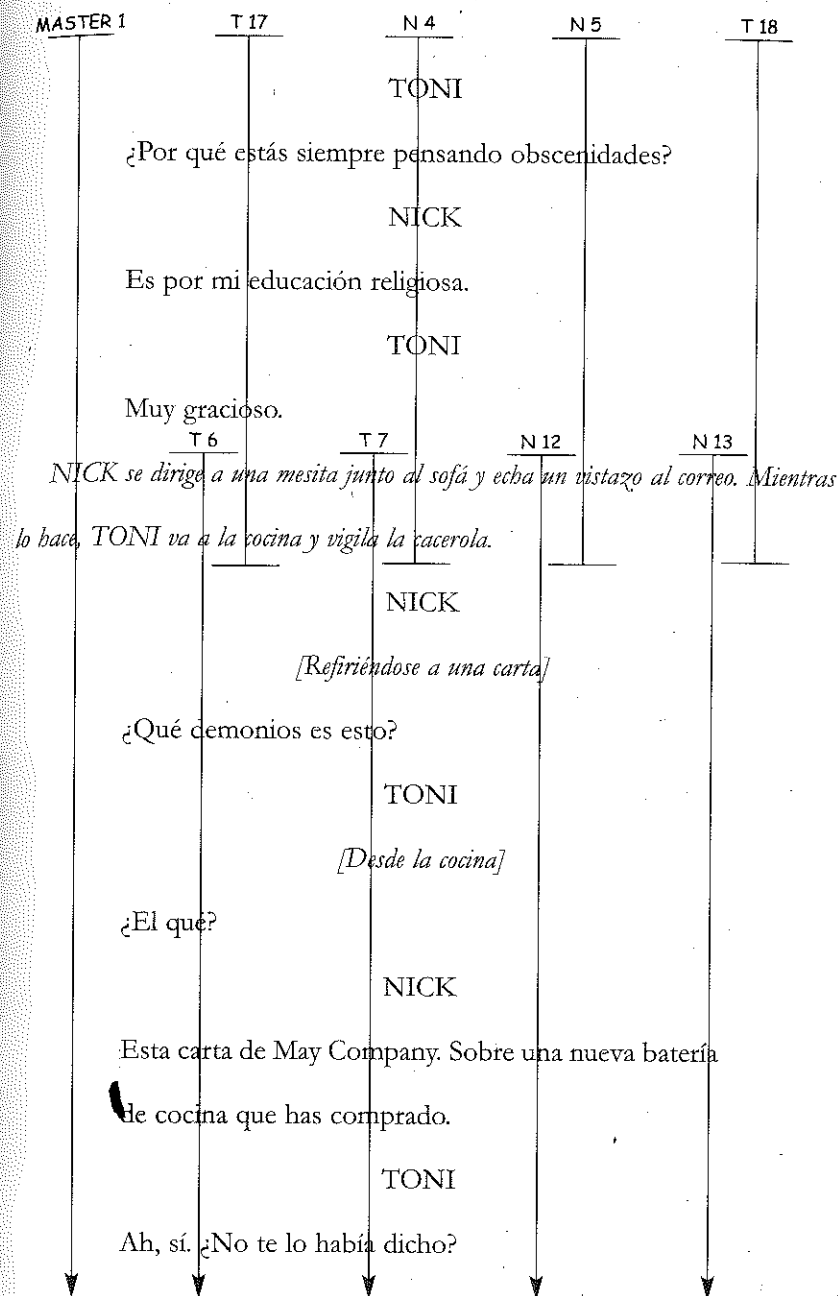 MASTER 1 T 17 N 4 N 5 T 18
TONI
¿Por qué estás siempre pensando obscenidades?
NICK
Es por mi educación religiosa.
TONI
Muy gracioso.
T 6 T 7 N 12 N 13
NICK se dirige a una mesita junto al sofá y echa un vistazo al correo. Mientras
lo hace, TONI va a la cocina y vigila la cacerola.
NICK
[Refiriéndose a una carta]
¿Qué demonios es esto?
TONI
[Desde la cocina]
¿El qué?
NICK
Esta carta de May Company. Sobre una nueva batería
de cocina que has comprado.
TONI
Ah, sí. ¿No te lo había dicho?